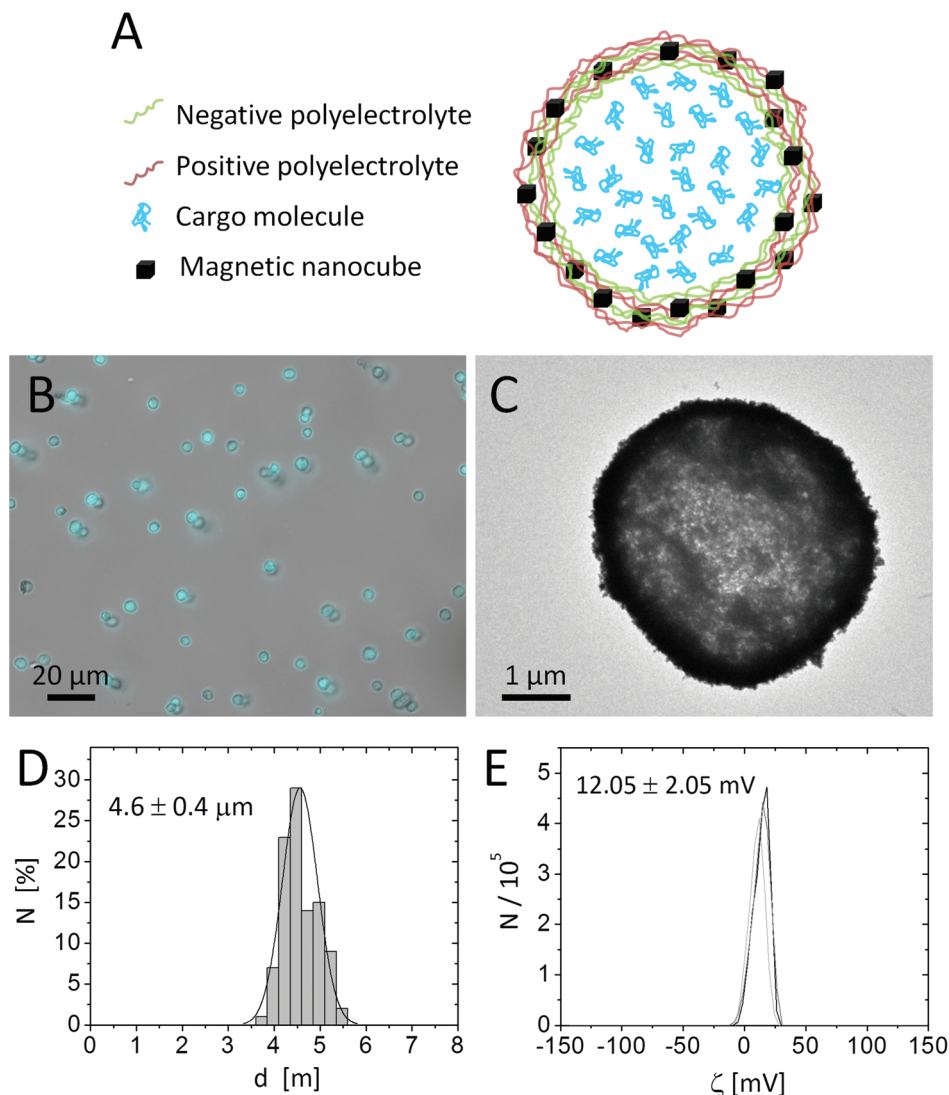 A
Negative polyelectrolyte
Positive polyelectrolyte
Cargo molecule
Magnetic nanocube
B
20 μm
C
1 μm
D
4.6 ± 0.4 μm
30
25
20
15
10
5
0
N [%]
0 1 2 3 4 5 6 7 8
d [m]
E
12.05 ± 2.05 mV
5
4
3
2
1
0
N / 10⁵
-150 -100 -50 0 50 100 150
ζ [mV]